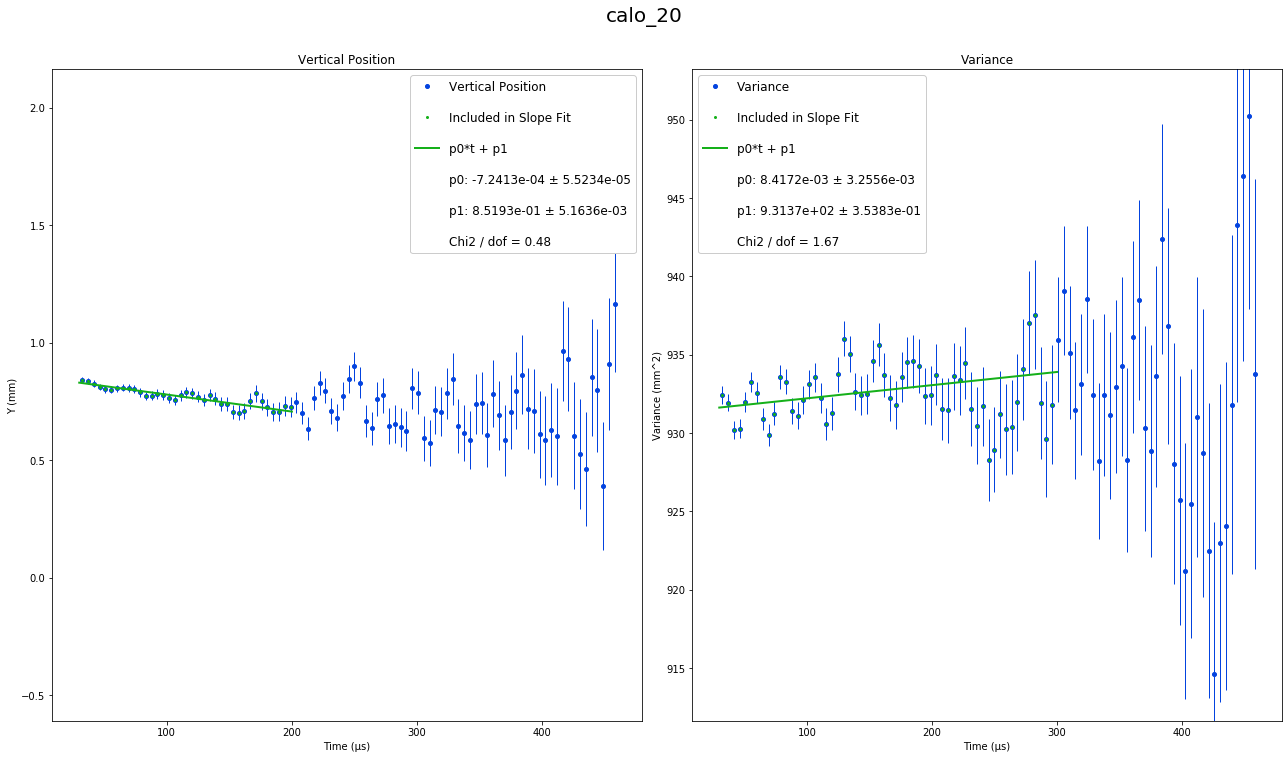 calo_20
Vertical Position
Vertical Position
Included in Slope Fit
p0*t + p1
p0: -7.2413e-04 ± 5.5234e-05
p1: 8.5193e-01 ± 5.1636e-03
Chi2 / dof = 0.48
2.0
1.5
1.0
0.5
0.0
−0.5
Y (mm)
100
200
300
400
Time (μs)
Variance
Variance
Included in Slope Fit
p0*t + p1
p0: 8.4172e-03 ± 3.2556e-03
p1: 9.3137e+02 ± 3.5383e-01
Chi2 / dof = 1.67
950
945
940
935
930
925
920
915
Variance (mm^2)
100
200
300
400
Time (μs)